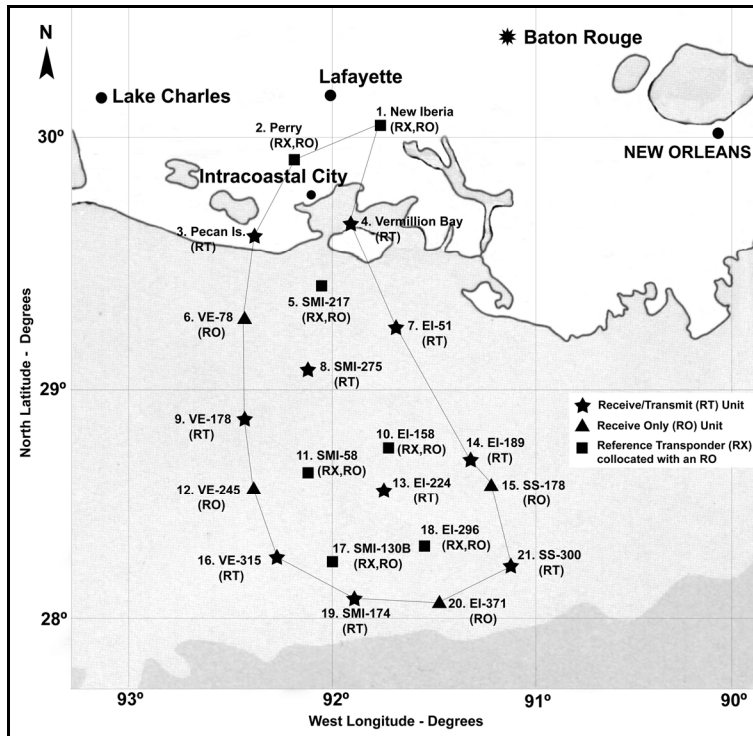 N
Baton Rouge
Lafayette
Lake Charles
1. New Iberia
(RX,RO)
2. Perry
(RX,RO)
30º
NEW ORLEANS
Intracoastal City
3. Pecan Is.
(RT)
4. Vermillion Bay
(RT)
5. SMI-217
(RX,RO)
6. VE-78
(RO)
7. EI-51
(RT)
8. SMI-275
(RT)
29º
North Latitude - Degrees
9. VE-178
(RT)
10. EI-158
(RX,RO)
11. SMI-58
(RX,RO)
12. VE-245
(RO)
13. EI-224
(RT)
14. EI-189
(RT)
15. SS-178
(RO)
Receive/Transmit (RT) Unit
Receive Only (RO) Unit
Reference Transponder (RX)
collocated with an RO
16. VE-315
(RT)
17. SMI-130B
(RX,RO)
18. EI-296
(RX,RO)
21. SS-300
(RT)
19. SMI-174
(RT)
20. EI-371
(RO)
28º
93º
92º
91º
90º
West Longitude - Degrees